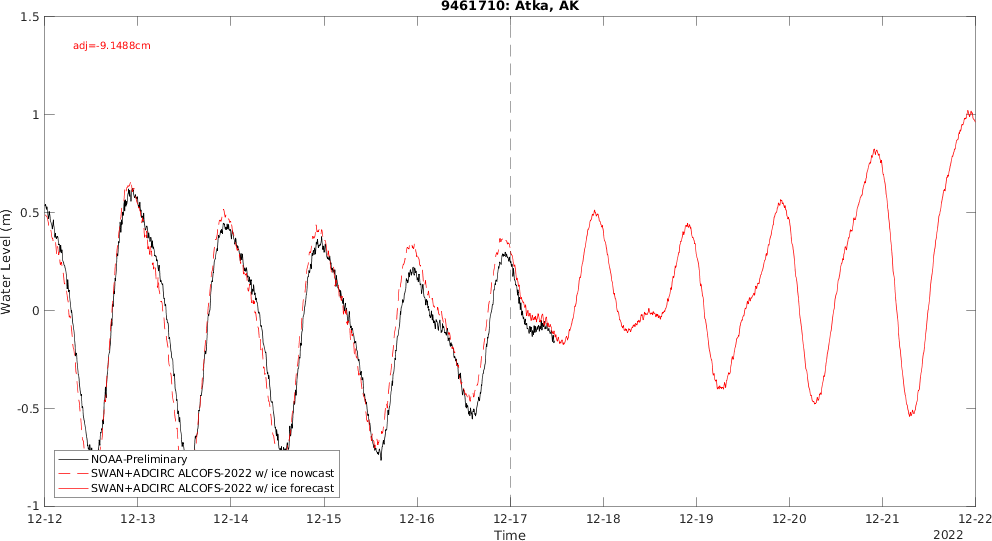 9461710: Atka, AK
adj=-9.1488cm
Water Level (m)
1.5
1
0.5
0
-0.5
-1
NOAA-Preliminary
SWAN+ADCIRC ALCOFS-2022 w/ ice nowcast
SWAN+ADCIRC ALCOFS-2022 w/ ice forecast
12-12 12-13 12-14 12-15 12-16 12-17 12-18 12-19 12-20 12-21 12-22
Time
2022